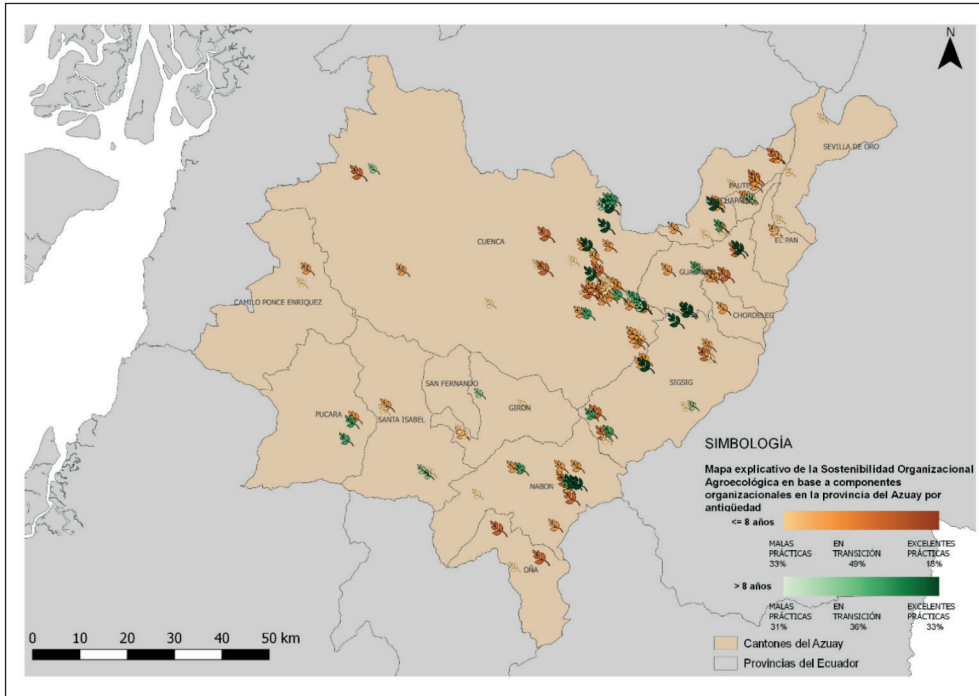 N
SEVILLA DE ORO
PAUTE
CUENCA
EL PAN
CAMILO PONCE ENRIQUEZ
CHORDELEG
SAN FERNANDO
SIGSIG
PUCARA
SANTA ISABEL
GIRON
NABON
OÑA
SIMBOLOGÍA
Mapa explicativo de la Sostenibilidad Organizacional
Agroecológica en base a componentes
organizacionales en la provincia del Azuay por
antigüedad
<= 8 años
MALAS EN EXCELENTES
PRÁCTICAS TRANSICIÓN PRÁCTICAS
33% 49% 18%
> 8 años
MALAS EN EXCELENTES
PRÁCTICAS TRANSICIÓN PRÁCTICAS
31% 36% 33%
Cantones del Azuay
Provincias del Ecuador
0 10 20 30 40 50 km